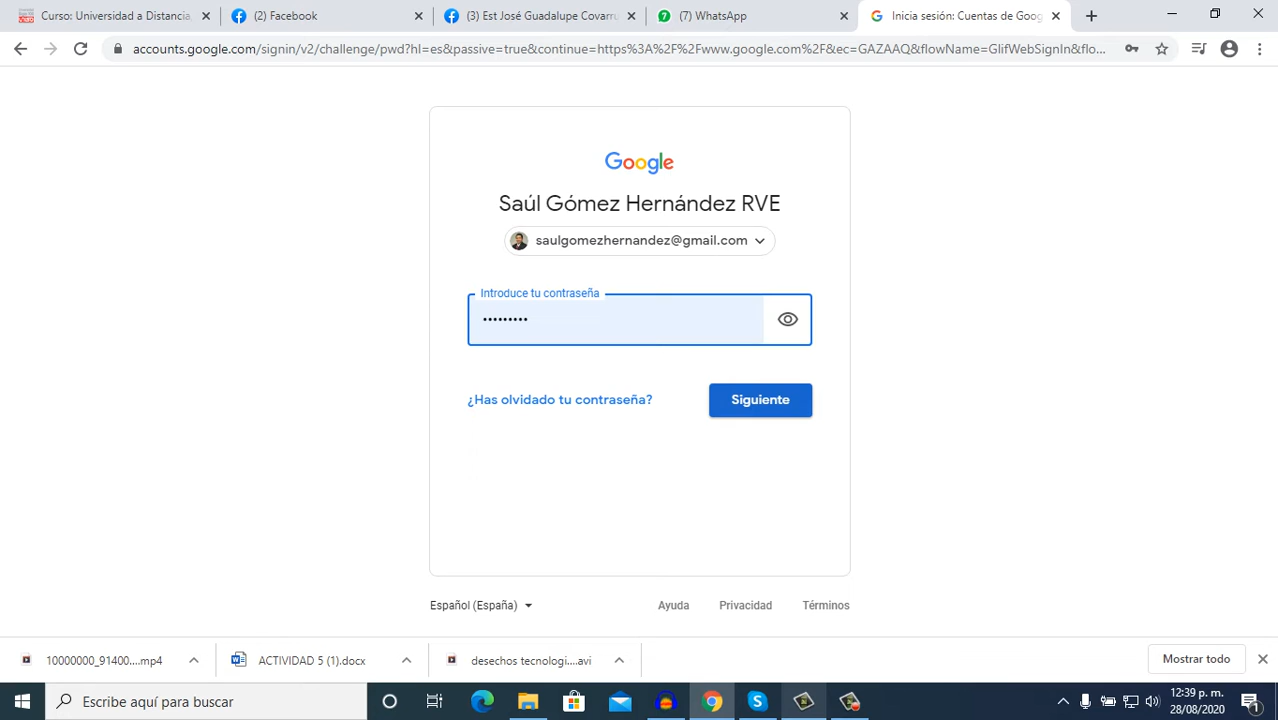 Curso: Universidad a Distancia,
(2) Facebook
(3) Est José Guadalupe Covarru
(7) WhatsApp
Inicia sesión: Cuentas de Goog
accounts.google.com/signin/v2/challenge/pwd?hl=es&passive=true&continue=https%3A%2F%2Fwww.google.com%2F&ec=GAZAAQ&flowName=GlifWebSignIn&flo...
Google
Saúl Gómez Hernández RVE
saulgomezhernandez@gmail.com
Introduce tu contraseña
•••••••••
¿Has olvidado tu contraseña?
Siguiente
Español (España)
Ayuda
Privacidad
Términos
10000000_91400....mp4
ACTIVIDAD 5 (1).docx
desechos tecnologi....avi
Mostrar todo
Escribe aquí para buscar
12:39 p. m.
28/08/2020
1